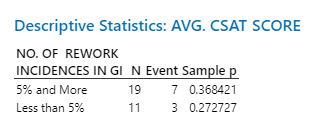 Descriptive Statistics: AVG. CSAT SCORE
NO. OF REWORK
INCIDENCES IN GI N Event Sample p
5% and More 19 7 0.368421
Less than 5% 11 3 0.272727